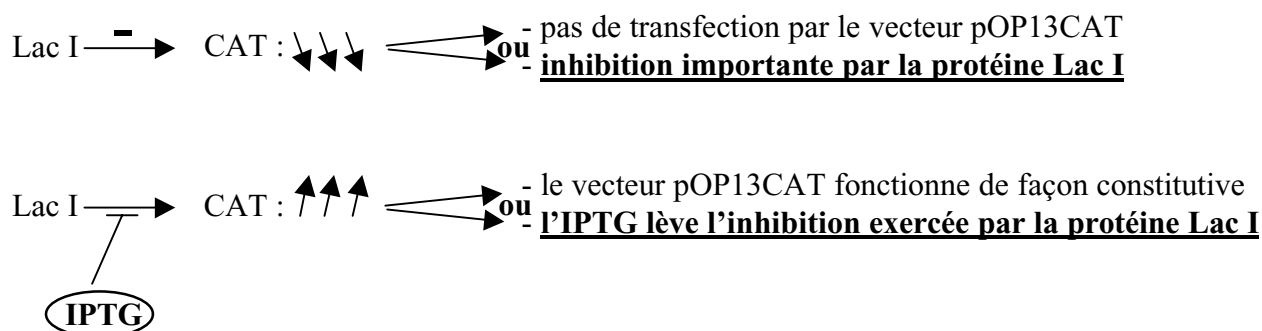 - pas de transfection par le vecteur pOP13CAT
Lac I - CAT : ou
- inhibition importante par la protéine Lac I
- le vecteur pOP13CAT fonctionne de façon constitutive
Lac I CAT : ou
- l'IPTG lève l'inhibition exercée par la protéine Lac I
IPTG